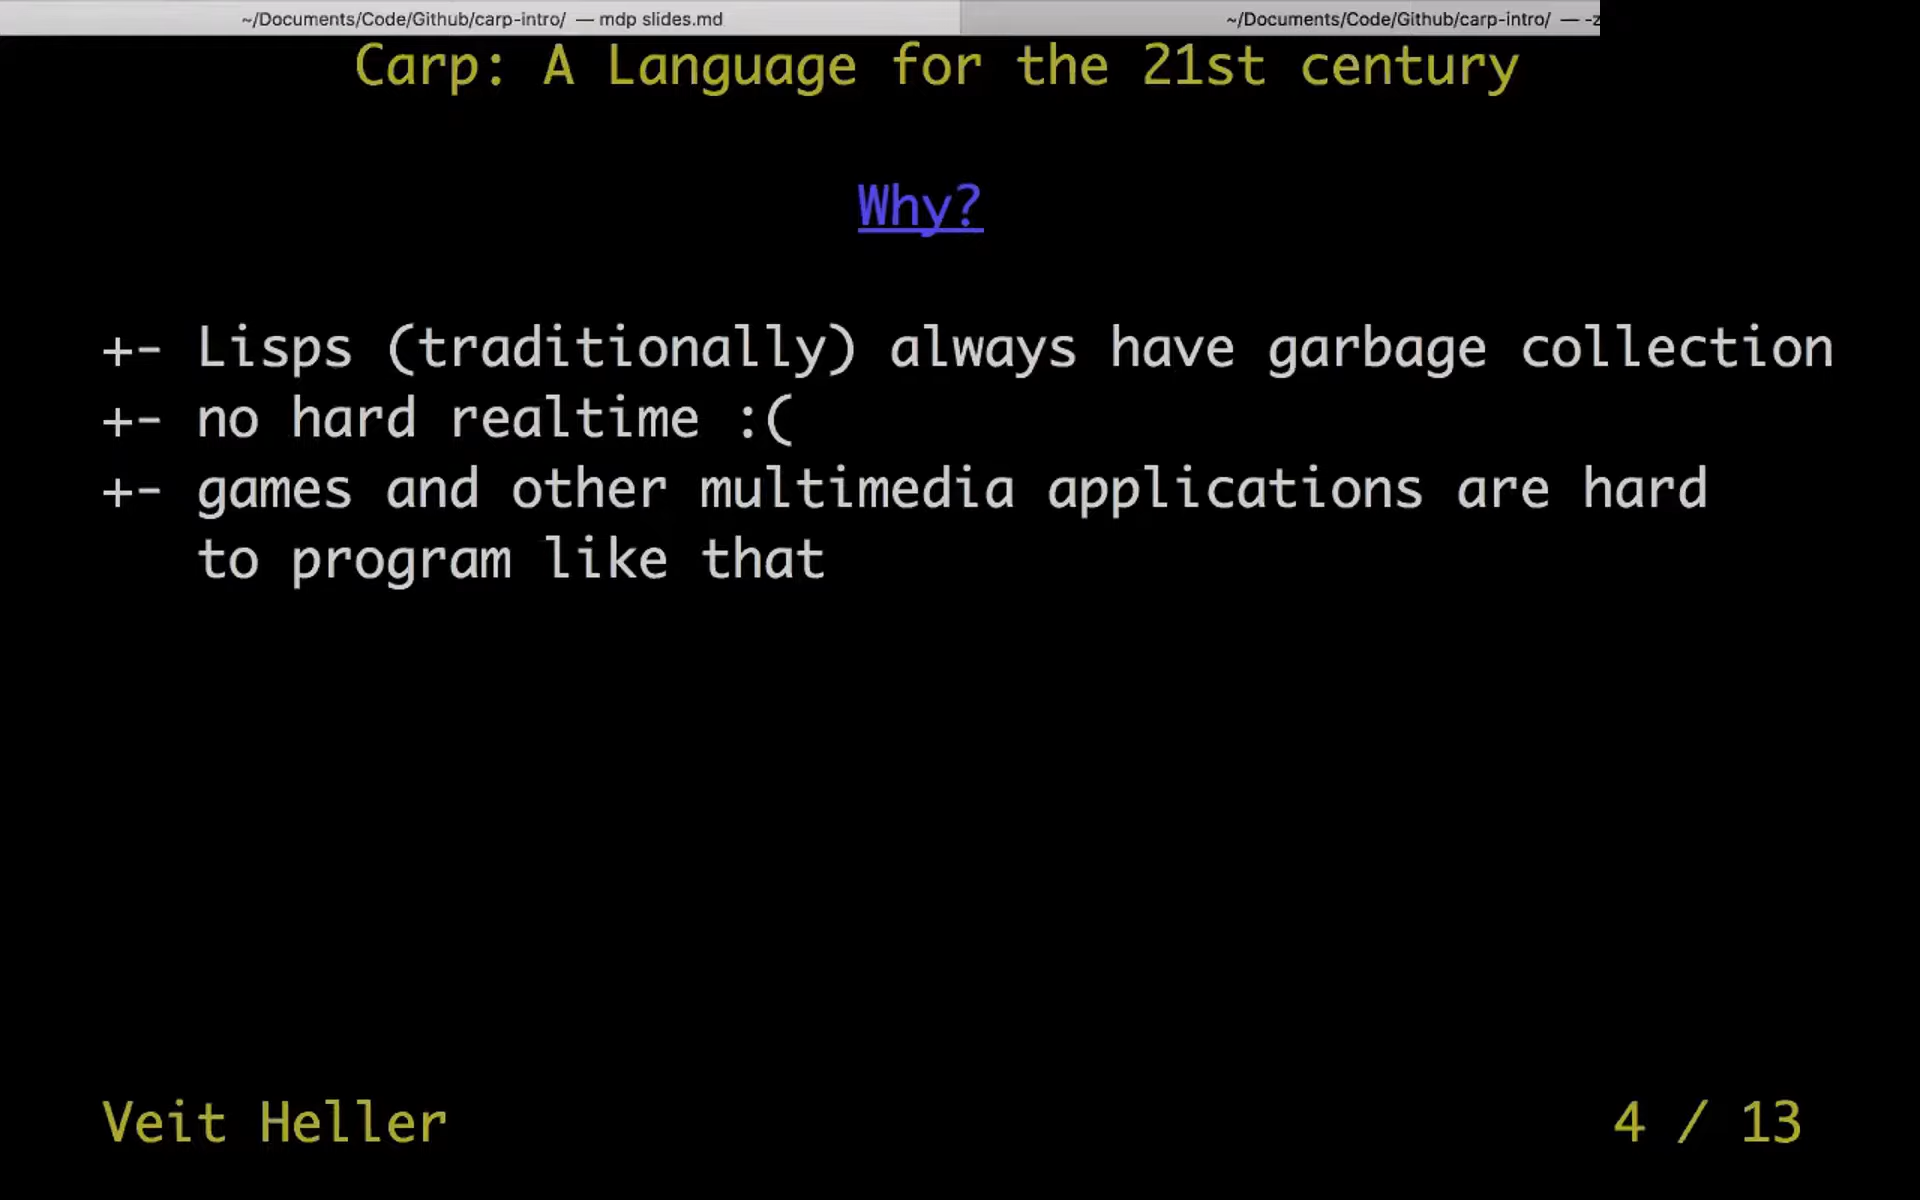 ~/Documents/Code/Github/carp-intro/ — mdp slides.md
~/Documents/Code/Github/carp-intro/ — -z
Carp: A Language for the 21st century
Why?
+- Lisps (traditionally) always have garbage collection
+- no hard realtime :(
+- games and other multimedia applications are hard
to program like that
Veit Heller
4 / 13